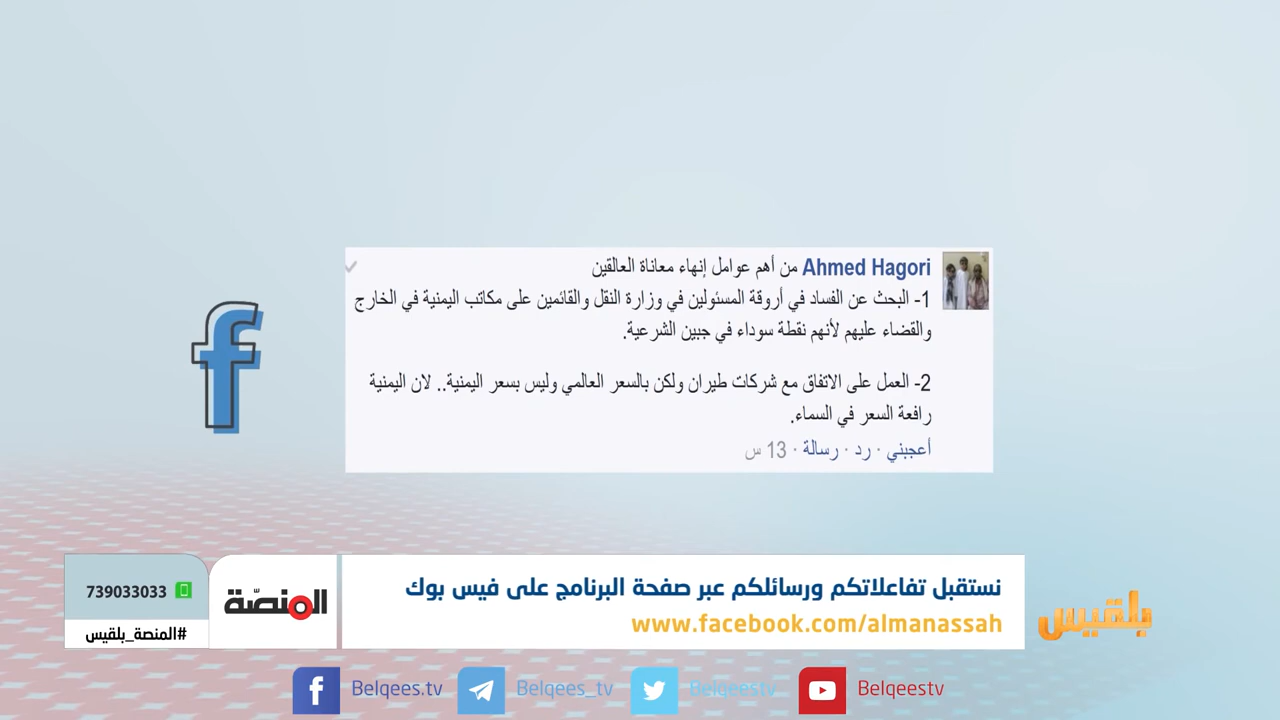 Ahmed Hagori من أهم عوامل إنهاء معاناة العالقين
1- البحث عن الفساد في أروقة المسئولين في وزارة النقل والقائمين على مكاتب اليمنية في الخارج
والقضاء عليهم لأنهم نقطة سوداء في جبين الشرعية.
2- العمل على الاتفاق مع شركات طيران ولكن بالسعر العالمي وليس بسعر اليمنية.. لان اليمنية
رافعة السعر في السماء.
أعجبني · رد · رسالة · 13 س
نستقبل تفاعلاتكم ورسائلكم عبر صفحة البرنامج على فيس بوك
www.facebook.com/almanassah
بلقيس
المنصّة
739033033
#المنصة_بلقيس
Belqees.tv
Belqees_tv
Belqeestv
Belqeestv